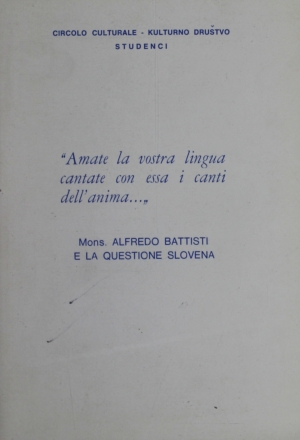 CIRCOLO CULTURALE - KULTURNO DRUŠTVO
STUDENCI
"Amate la vostra lingua
cantate con essa i canti
dell'anima...„
Mons. ALFREDO BATTISTI
E LA QUESTIONE SLOVENA